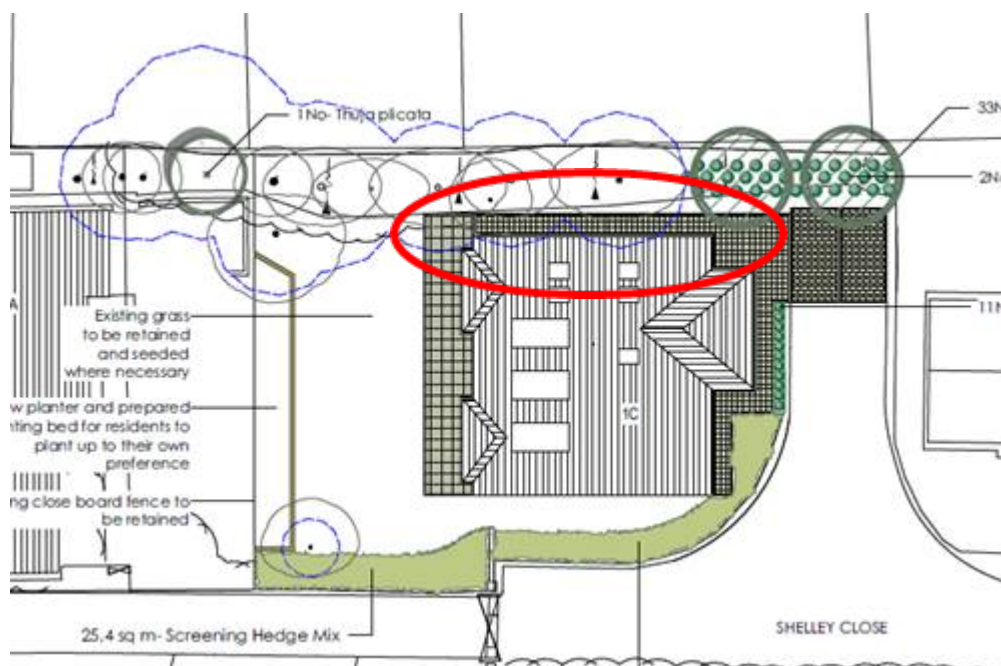 1No- Thuja plicata
33N
2No
Existing grass
to be retained
and seeded
where necessary
w planter and prepared
nting bed for residents to
plant up to their own
preference
ng close board fence to
be retained
11N
1C
A
25.4 sq m- Screening Hedge Mix
SHELLEY CLOSE